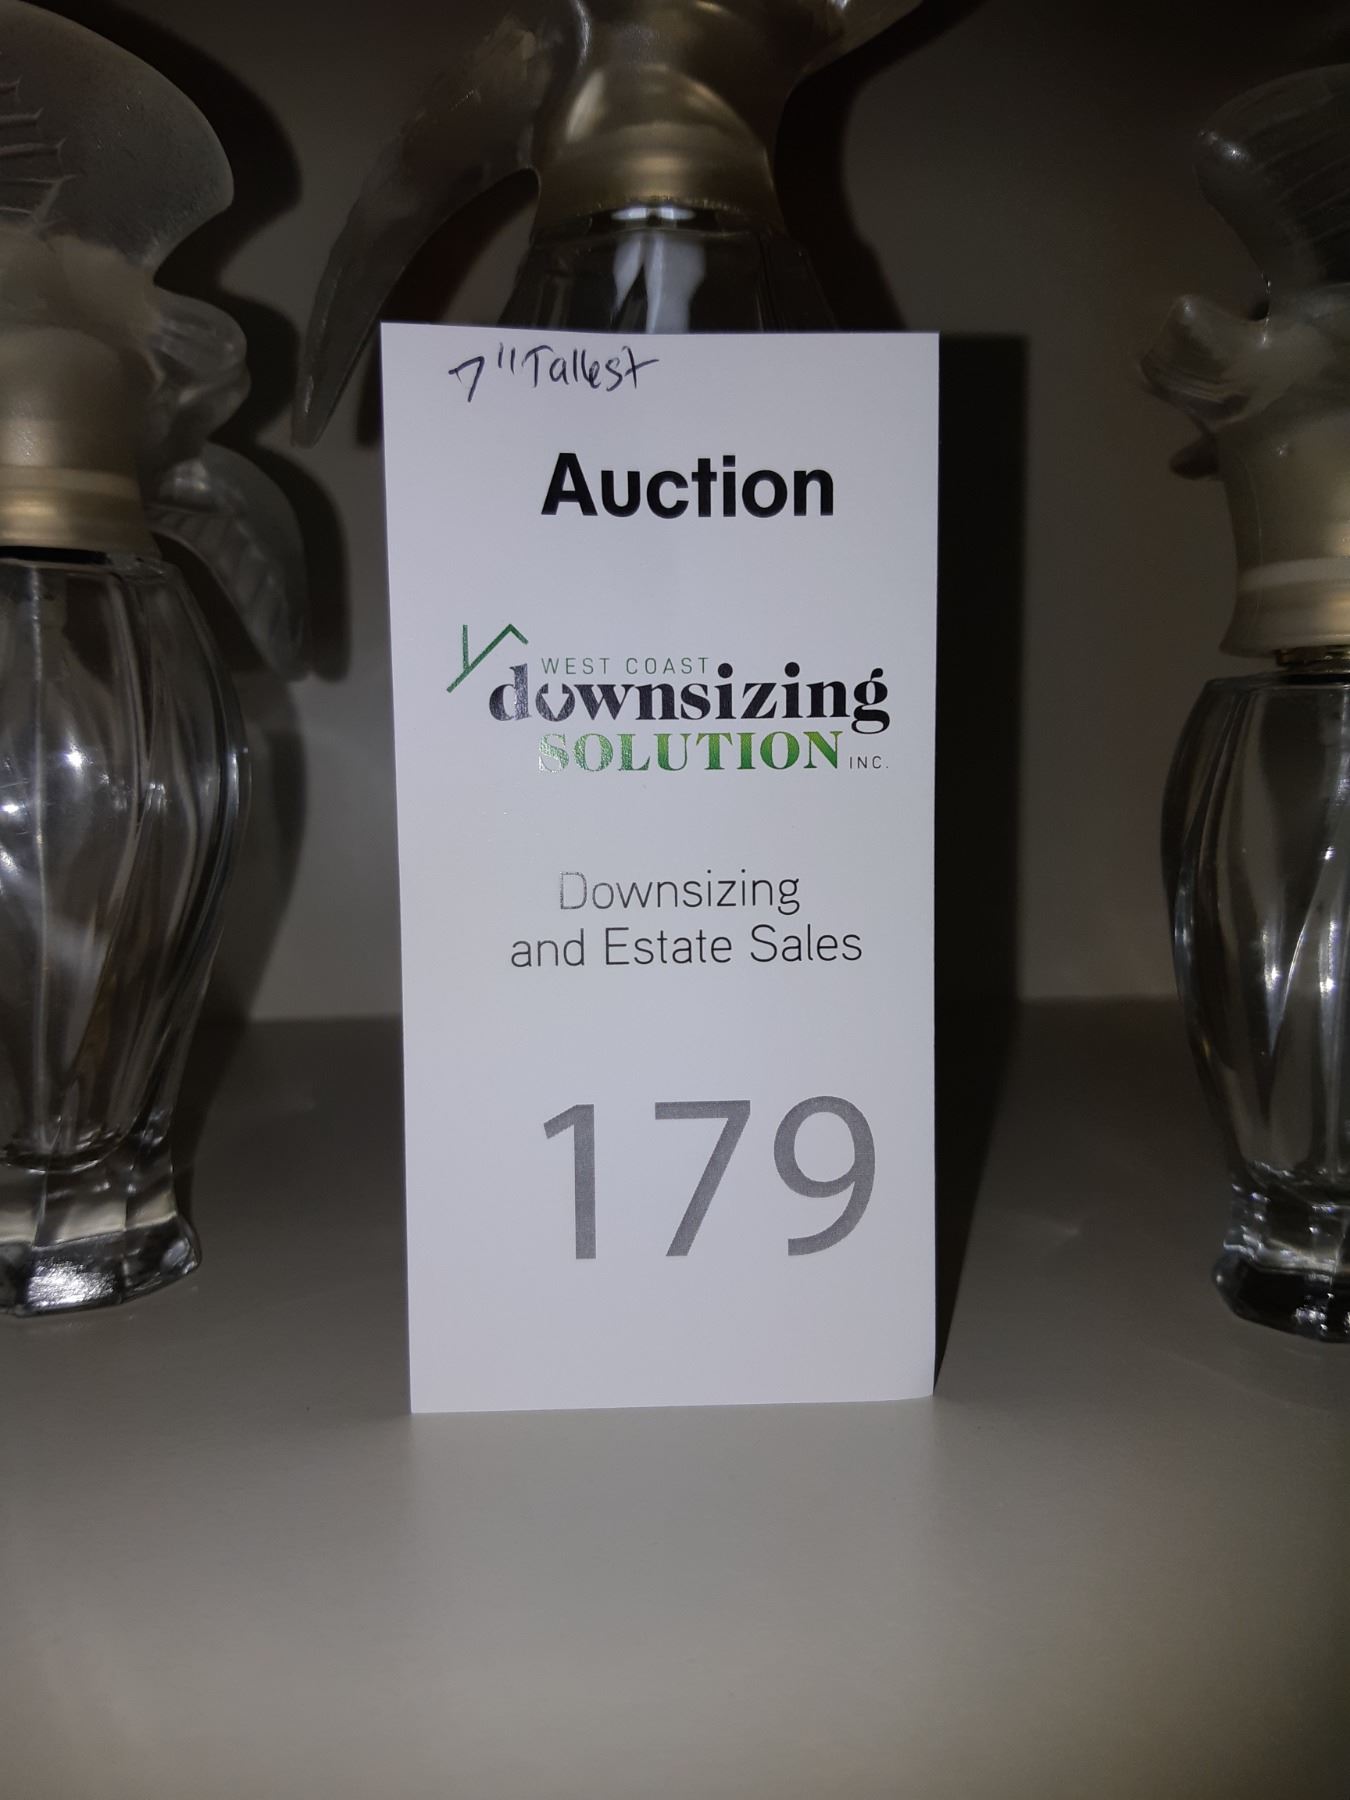 7" Tallest
Auction
WEST COAST
downsizing
SOLUTION INC.
Downsizing
and Estate Sales
179